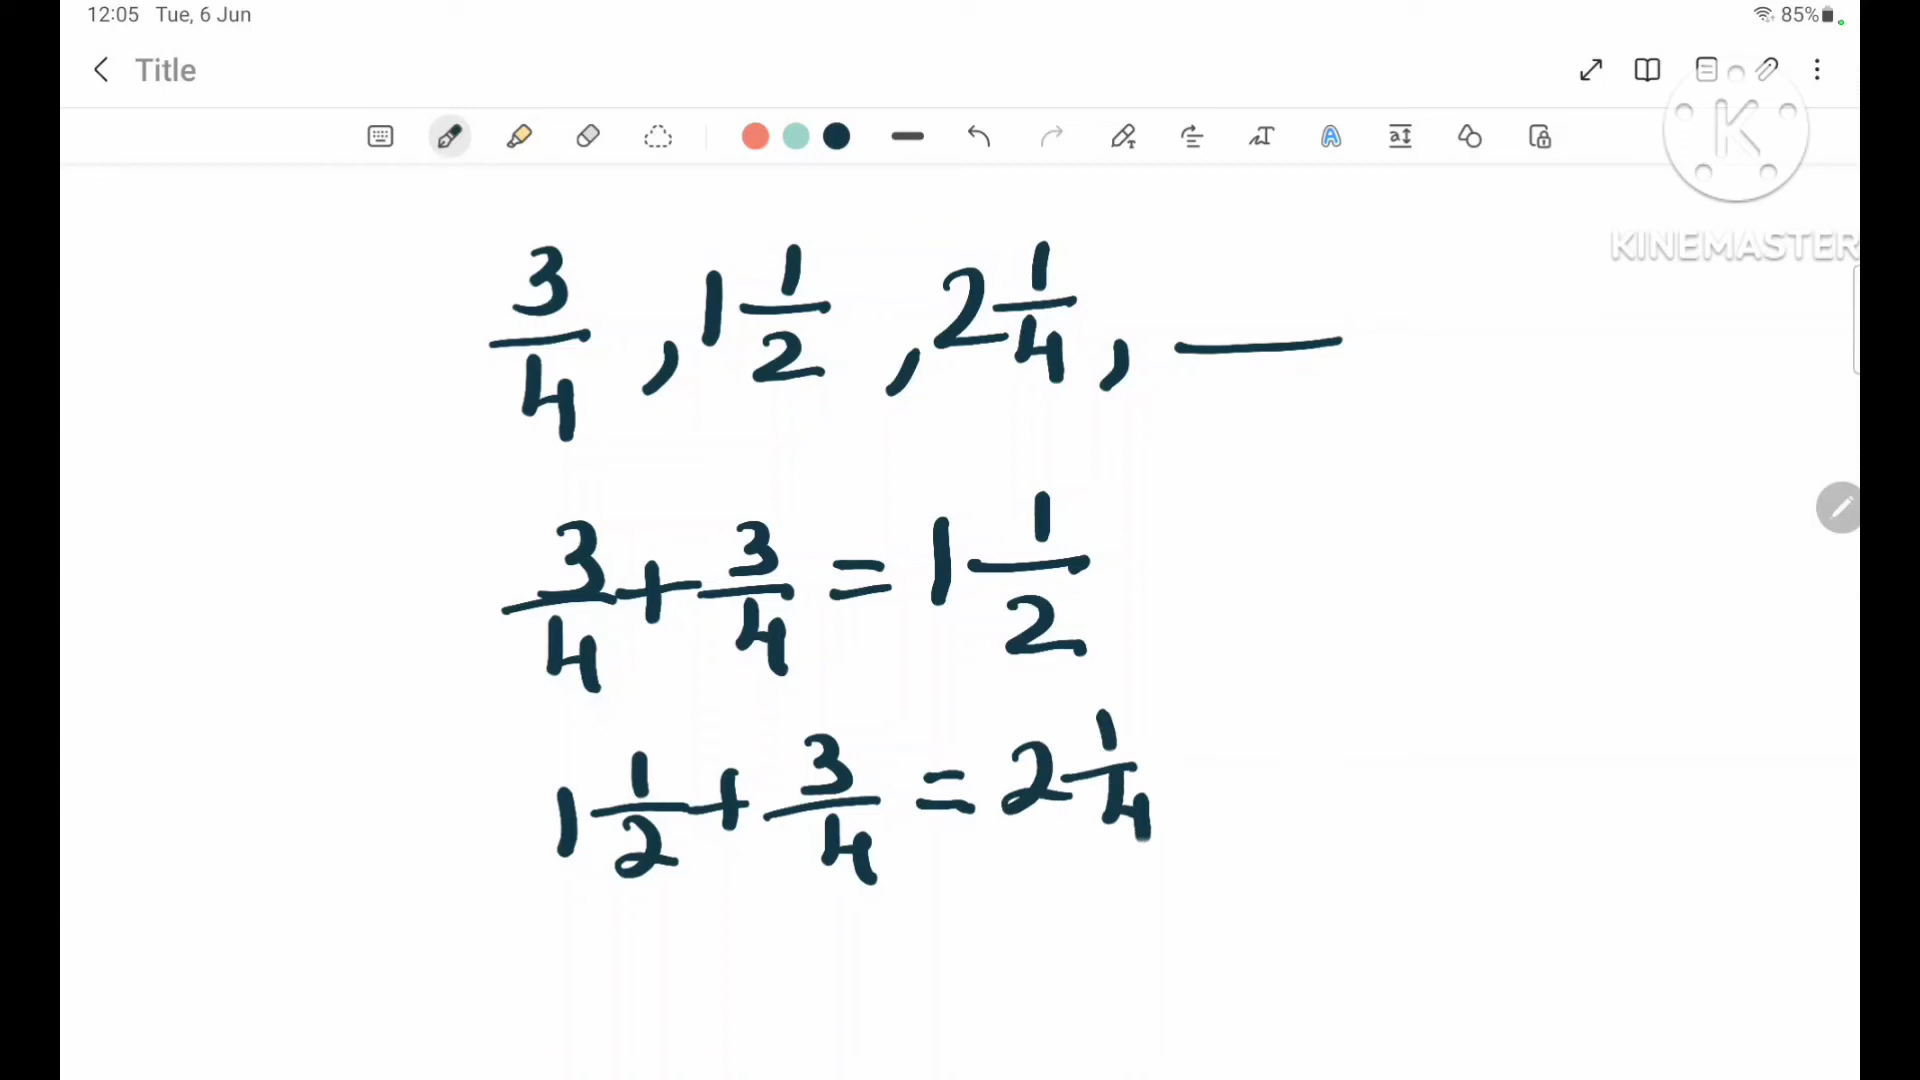 12:05 Tue, 6 Jun 85%
Title
K
KINEMASTER
3/4 , 1 1/2 , 2 1/4 , ___
3/4 + 3/4 = 1 1/2
1 1/2 + 3/4 = 2 1/4